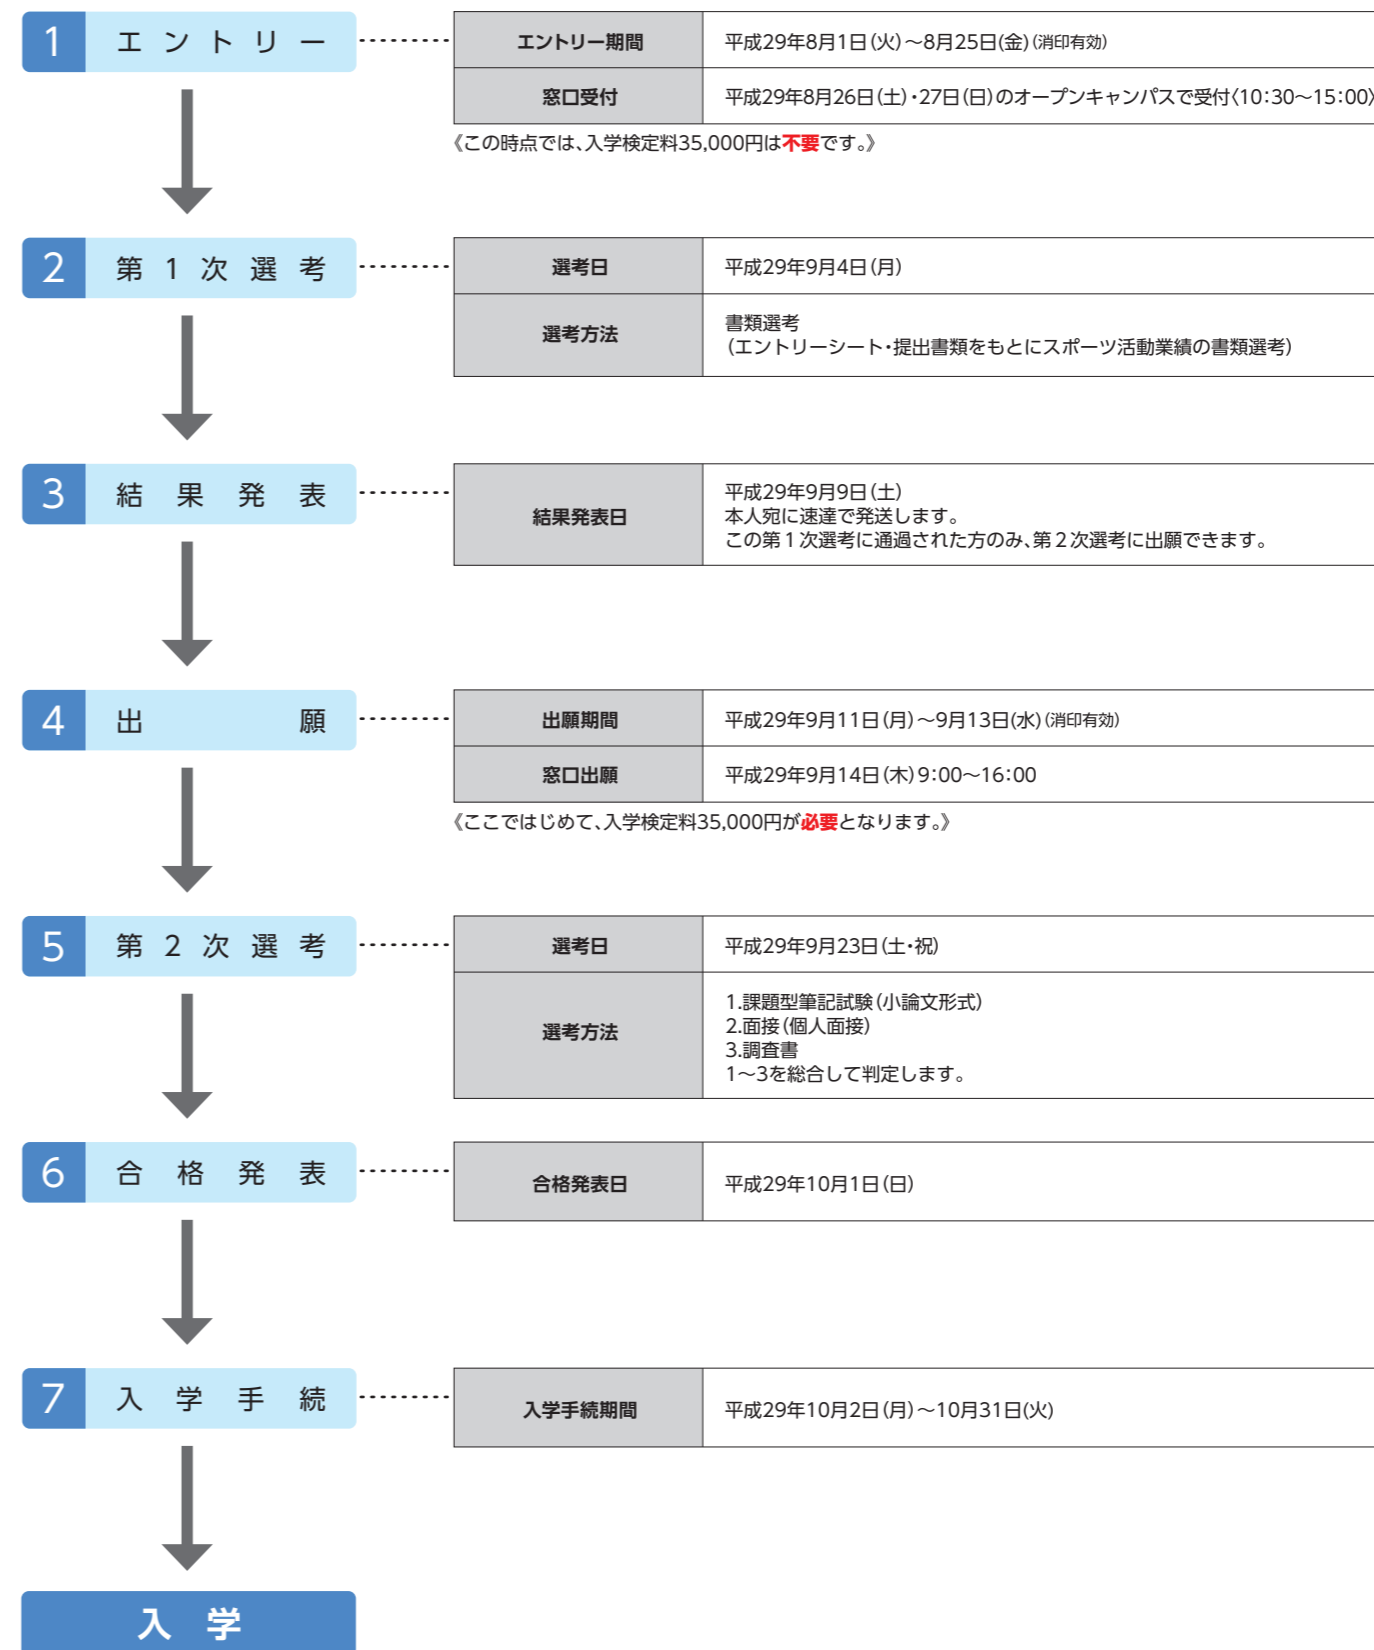 1 エントリー
エントリー期間 平成29年8月1日(火)～8月25日(金)(消印有効)
窓口受付 平成29年8月26日(土)・27日(日)のオープンキャンパスで受付〈10：30～15：00〉
《この時点では、入学検定料35,000円は不要です。》
2 第1次選考
選考日 平成29年9月4日(月)
選考方法 書類選考
(エントリーシート・提出書類をもとにスポーツ活動業績の書類選考)
3 結果発表
結果発表日 平成29年9月9日(土)
本人宛に速達で発送します。
この第1次選考に通過された方のみ、第2次選考に出願できます。
4 出願
出願期間 平成29年9月11日(月)～9月13日(水)(消印有効)
窓口出願 平成29年9月14日(木)9：00～16：00
《ここではじめて、入学検定料35,000円が必要となります。》
5 第2次選考
選考日 平成29年9月23日(土・祝)
選考方法 1.課題型筆記試験(小論文形式)
2.面接(個人面接)
3.調査書
1～3を総合して判定します。
6 合格発表
合格発表日 平成29年10月1日(日)
7 入学手続
入学手続期間 平成29年10月2日(月)～10月31日(火)
入学